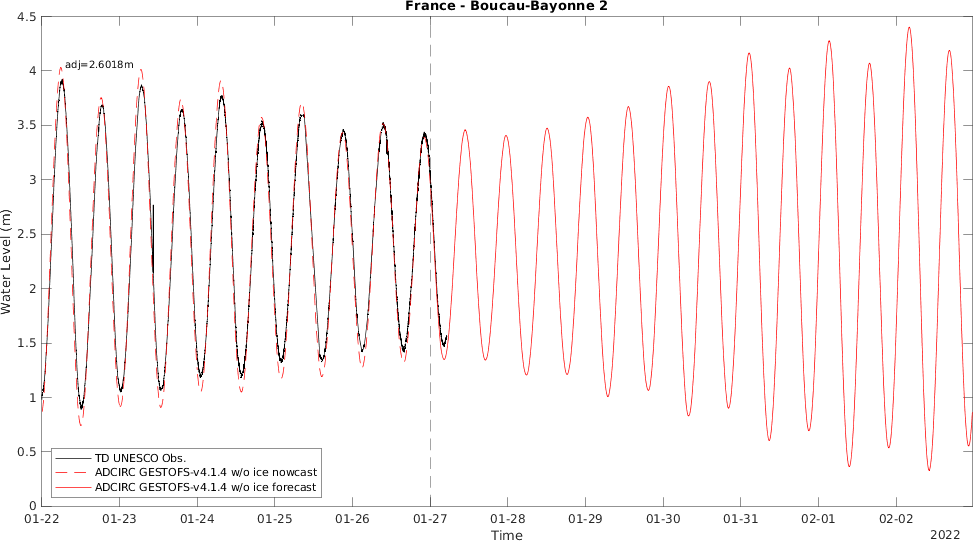 France - Boucau-Bayonne 2
adj=2.6018m
4.5
4
3.5
3
2.5
2
1.5
1
0.5
0
Water Level (m)
TD UNESCO Obs.
ADCIRC GESTOFS-v4.1.4 w/o ice nowcast
ADCIRC GESTOFS-v4.1.4 w/o ice forecast
01-22 01-23 01-24 01-25 01-26 01-27 01-28 01-29 01-30 01-31 02-01 02-02
Time
2022